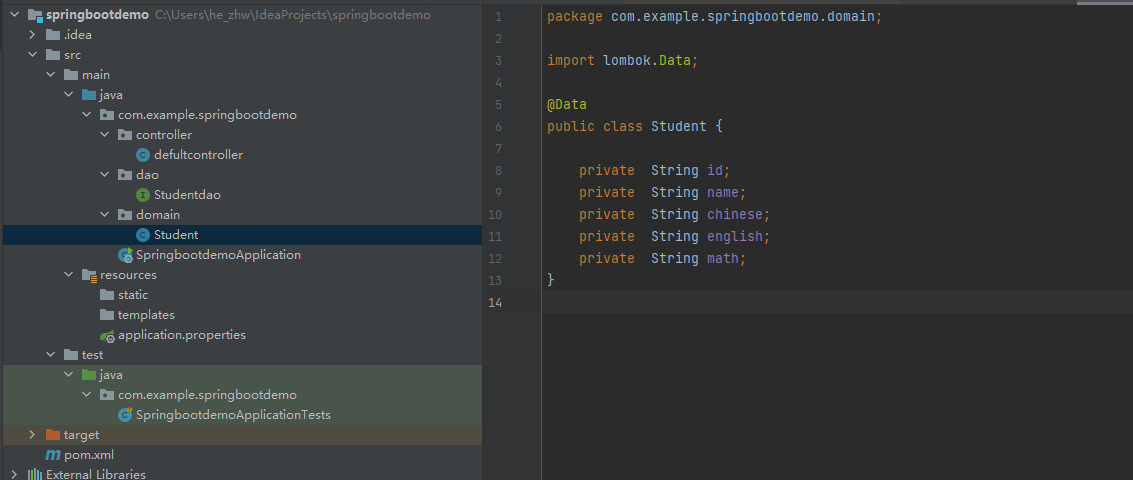 springbootdemo C:\Users\he_zhw\IdeaProjects\springbootdemo
.idea
src
main
java
com.example.springbootdemo
controller
defultcontroller
dao
Studentdao
domain
Student
SpringbootdemoApplication
resources
static
templates
application.properties
test
java
com.example.springbootdemo
SpringbootdemoApplicationTests
target
pom.xml
External Libraries
1 package com.example.springbootdemo.domain;
2
3 import lombok.Data;
4
5 @Data
6 public class Student {
7
8 private  String id;
9 private  String name;
10 private  String chinese;
11 private  String english;
12 private  String math;
13 }
14